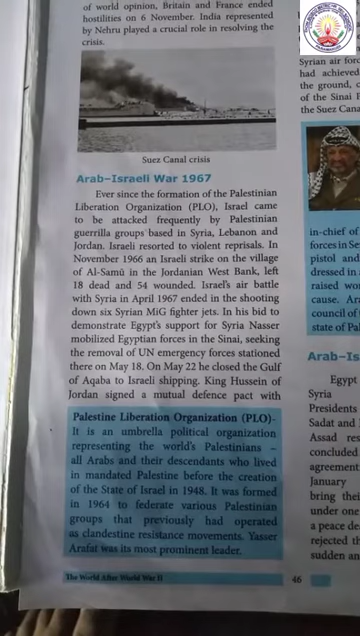 of world opinion, Britain and France ended
hostilities on 6 November. India represented
by Nehru played a crucial role in resolving the
crisis.
Suez Canal crisis
Arab–Israeli War 1967
Ever since the formation of the Palestinian
Liberation Organization (PLO), Israel came
to be attacked frequently by Palestinian
guerrilla groups based in Syria, Lebanon and
Jordan. Israeli resorted to violent reprisals. In
November 1966 an Israeli strike on the village
of Al-Samū in the Jordanian West Bank, left
18 dead and 54 wounded. Israel's air battle
with Syria in April 1967 ended in the shooting
down six Syrian MiG fighter jets. In his bid to
demonstrate Egypt's support for Syria Nasser
mobilized Egyptian forces in the Sinai, seeking
the removal of UN emergency forces stationed
there on May 18. On May 22 he closed the Gulf
of Aqaba to Israeli shipping. King Hussein of
Jordan signed a mutual defence pact with
Palestine Liberation Organization (PLO)-
It is an umbrella political organization
representing the world's Palestinians –
all Arabs and their descendants who lived
in mandated Palestine before the creation
of the State of Israel in 1948. It was formed
in 1964 to federate various Palestinian
groups that previously had operated
as clandestine resistance movements. Yasser
Arafat was its most prominent leader.
The World After World War II
46
Syrian air forc
had achieved
the ground, c
of the Sinai P
the Suez Cana
in-chief of
forces in Se
pistol and
dressed in
raised wor
cause. Ara
council of
state of Pal
Arab–Is
Egypt
Syria
Presidents
Sadat and
Assad res
concluded
agreement
January
bring thei
under one
a peace de
rejected th
sudden an